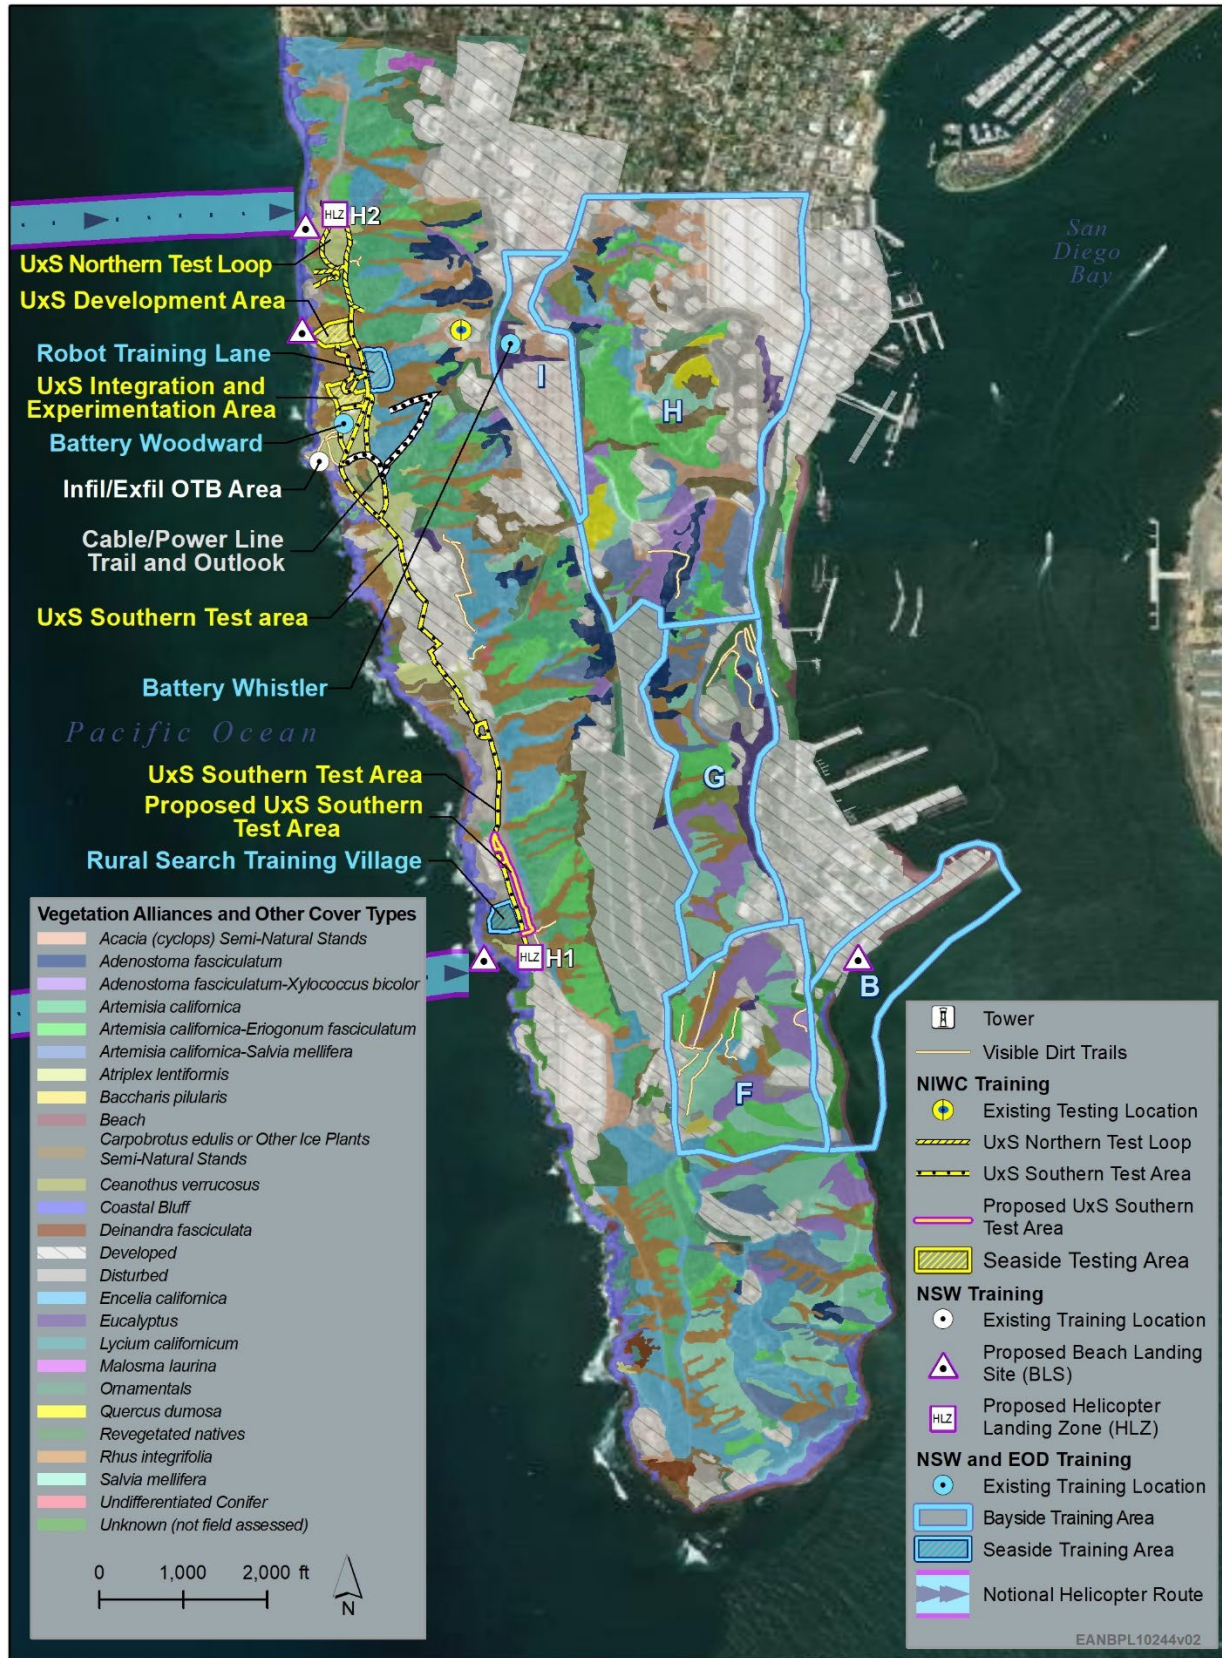 San
Diego
Bay
HLZ H2
UxS Northern Test Loop
UxS Development Area
Robot Training Lane
UxS Integration and
Experimentation Area
Battery Woodward
Infil/Exfil OTB Area
Cable/Power Line
Trail and Outlook
UxS Southern Test area
Battery Whistler
Pacific Ocean
UxS Southern Test Area
Proposed UxS Southern
Test Area
Rural Search Training Village
HLZ H1
I
H
G
B
F
Vegetation Alliances and Other Cover Types
Acacia (cyclops) Semi-Natural Stands
Adenostoma fasciculatum
Adenostoma fasciculatum-Xylococcus bicolor
Artemisia californica
Artemisia californica-Eriogonum fasciculatum
Artemisia californica-Salvia mellifera
Atriplex lentiformis
Baccharis pilularis
Beach
Carpobrotus edulis or Other Ice Plants
Semi-Natural Stands
Ceanothus verrucosus
Coastal Bluff
Deinandra fasciculata
Developed
Disturbed
Encelia californica
Eucalyptus
Lycium californicum
Malosma laurina
Ornamentals
Quercus dumosa
Revegetated natives
Rhus integrifolia
Salvia mellifera
Undifferentiated Conifer
Unknown (not field assessed)
0 1,000 2,000 ft
N
Tower
Visible Dirt Trails
NIWC Training
Existing Testing Location
UxS Northern Test Loop
UxS Southern Test Area
Proposed UxS Southern
Test Area
Seaside Testing Area
NSW Training
Existing Training Location
Proposed Beach Landing
Site (BLS)
HLZ Proposed Helicopter
Landing Zone (HLZ)
NSW and EOD Training
Existing Training Location
Bayside Training Area
Seaside Training Area
Notional Helicopter Route
EANBPL10244v02